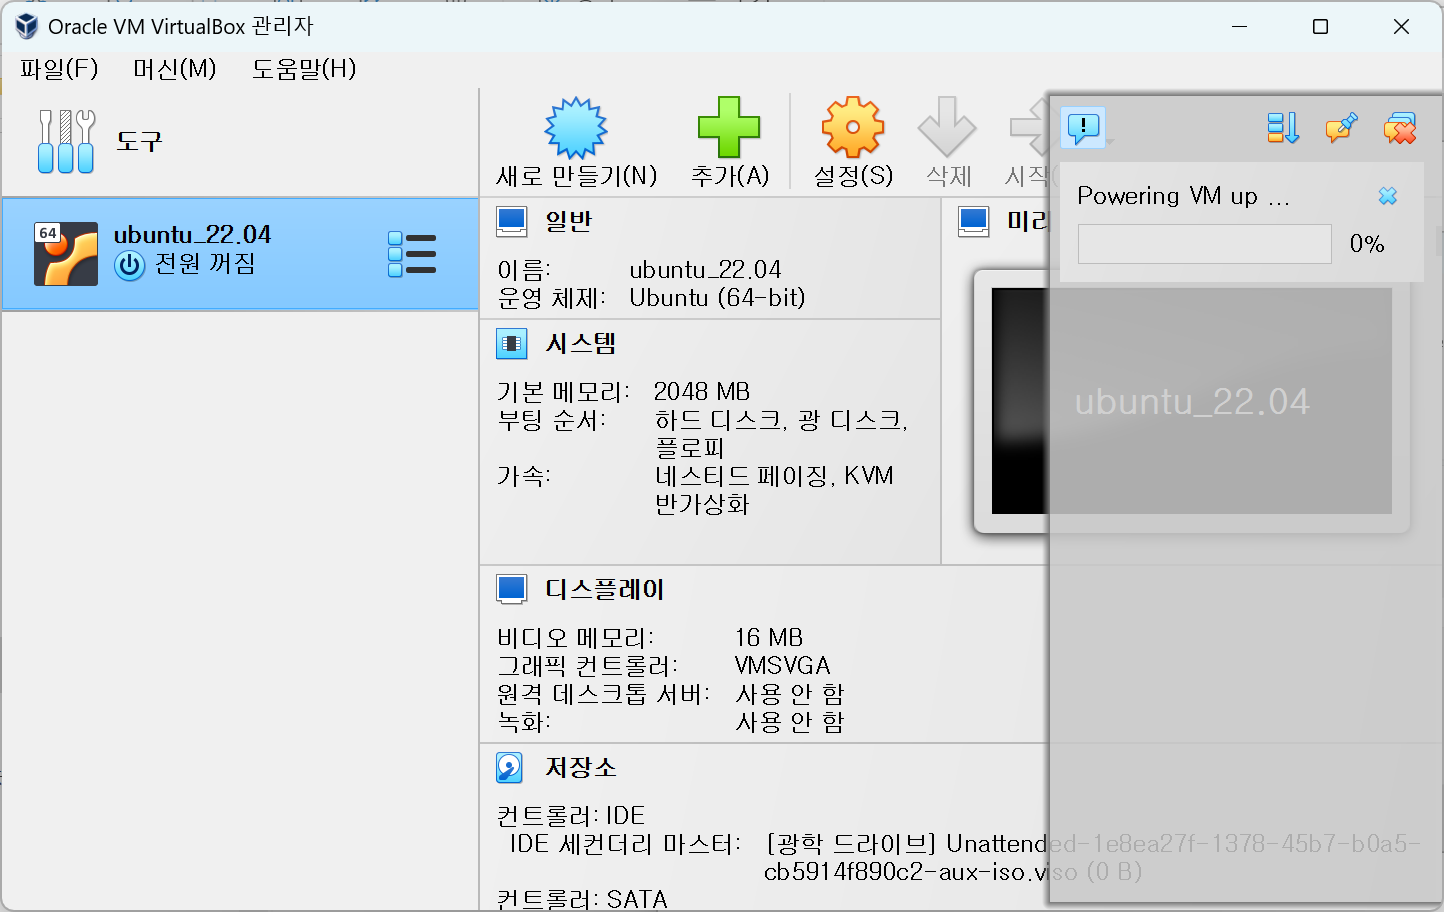 Oracle VM VirtualBox 관리자
파일(F) 머신(M) 도움말(H)
도구
새로 만들기(N) 추가(A) 설정(S) 삭제 시작(
64
ubuntu_22.04
전원 꺼짐
일반
이름: ubuntu_22.04
운영 체제: Ubuntu (64-bit)
미리
Powering VM up ...
0%
ubuntu_22.04
시스템
기본 메모리: 2048 MB
부팅 순서: 하드 디스크, 광 디스크,
플로피
가속: 네스티드 페이징, KVM
반가상화
디스플레이
비디오 메모리: 16 MB
그래픽 컨트롤러: VMSVGA
원격 데스크톱 서버: 사용 안 함
녹화: 사용 안 함
저장소
컨트롤러: IDE
IDE 세컨더리 마스터: [광학 드라이브] Unattended-1e8ea27f-1378-45b7-b0a5-
cb5914f890c2-aux-iso.viso (0 B)
컨트롤러: SATA